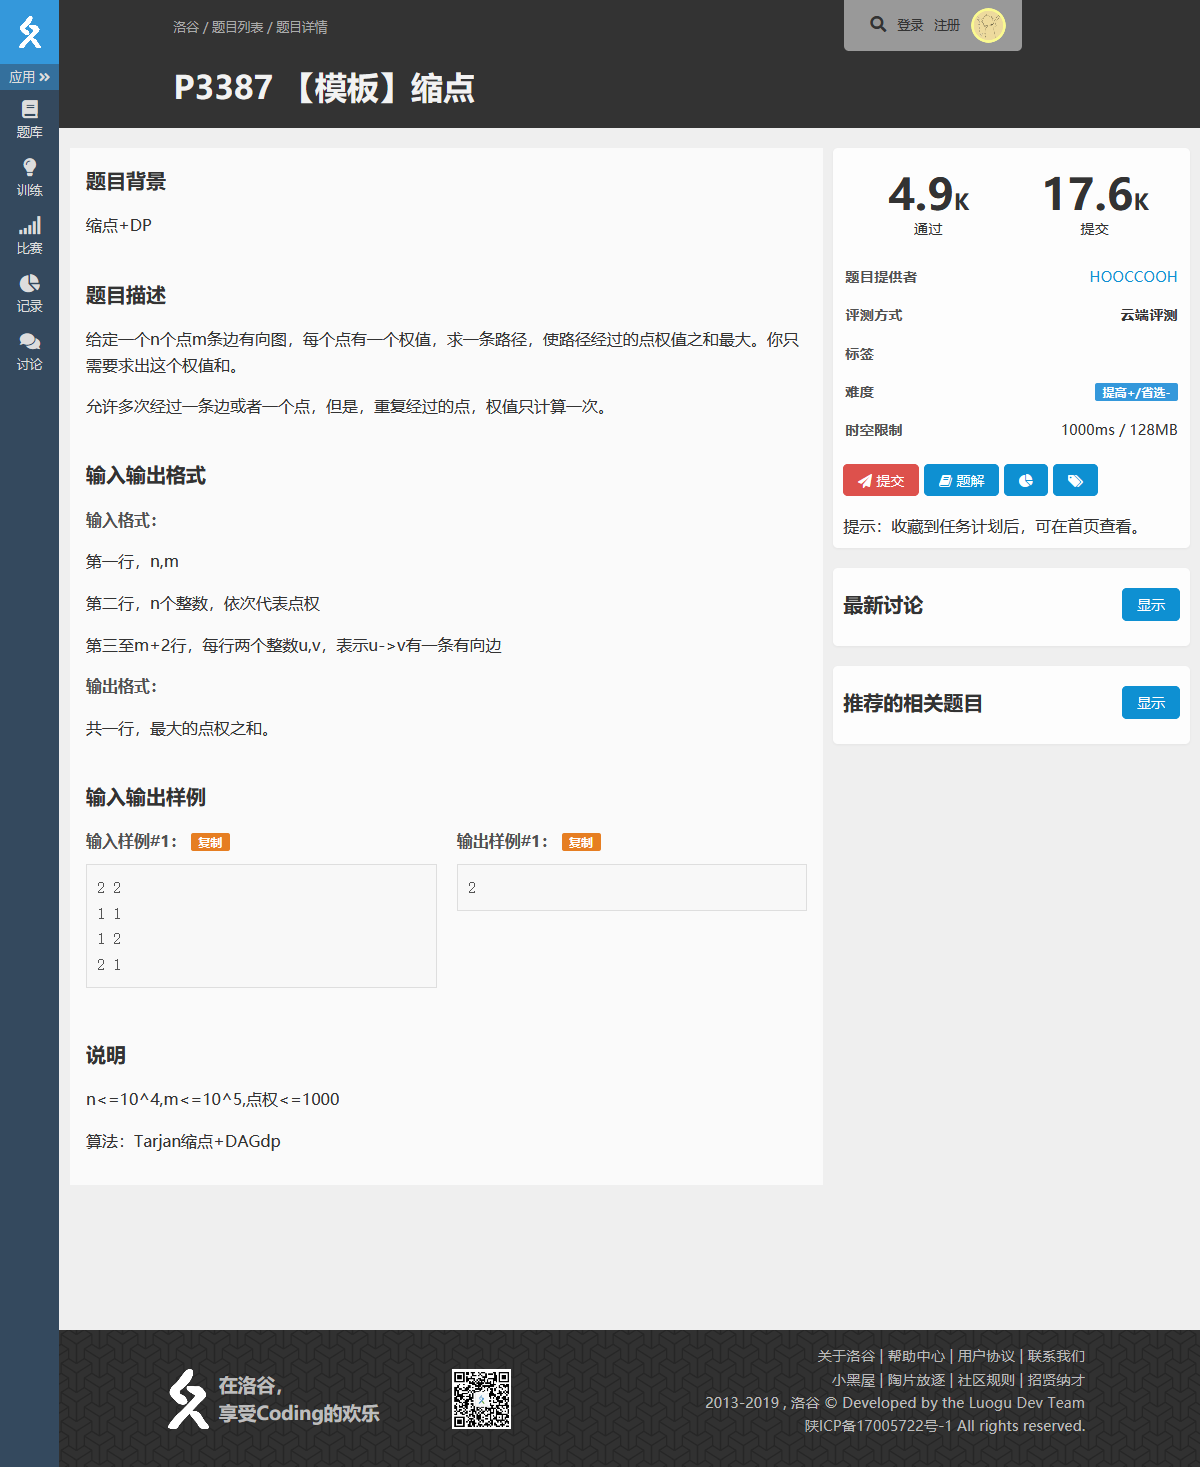 应用
题库
训练
比赛
记录
讨论
洛谷 / 题目列表 / 题目详情
登录 注册
P3387 【模板】缩点
题目背景
缩点+DP
题目描述
给定一个n个点m条边有向图，每个点有一个权值，求一条路径，使路径经过的点权值之和最大。你只
需要求出这个权值和。
允许多次经过一条边或者一个点，但是，重复经过的点，权值只计算一次。
输入输出格式
输入格式：
第一行，n,m
第二行，n个整数，依次代表点权
第三至m+2行，每行两个整数u,v，表示u->v有一条有向边
输出格式：
共一行，最大的点权之和。
输入输出样例
输入样例#1： 复制
2 2
1 1
1 2
2 1
输出样例#1： 复制
2
说明
n<=10^4,m<=10^5,点权<=1000
算法：Tarjan缩点+DAGdp
4.9K
通过
17.6K
提交
题目提供者 HOOCCOOH
评测方式 云端评测
标签
难度 提高+/省选-
时空限制 1000ms / 128MB
提交 题解
提示：收藏到任务计划后，可在首页查看。
最新讨论 显示
推荐的相关题目 显示
在洛谷，
享受Coding的欢乐
关于洛谷 | 帮助中心 | 用户协议 | 联系我们
小黑屋 | 陶片放逐 | 社区规则 | 招贤纳才
2013-2019 , 洛谷 © Developed by the Luogu Dev Team
陕ICP备17005722号-1 All rights reserved.